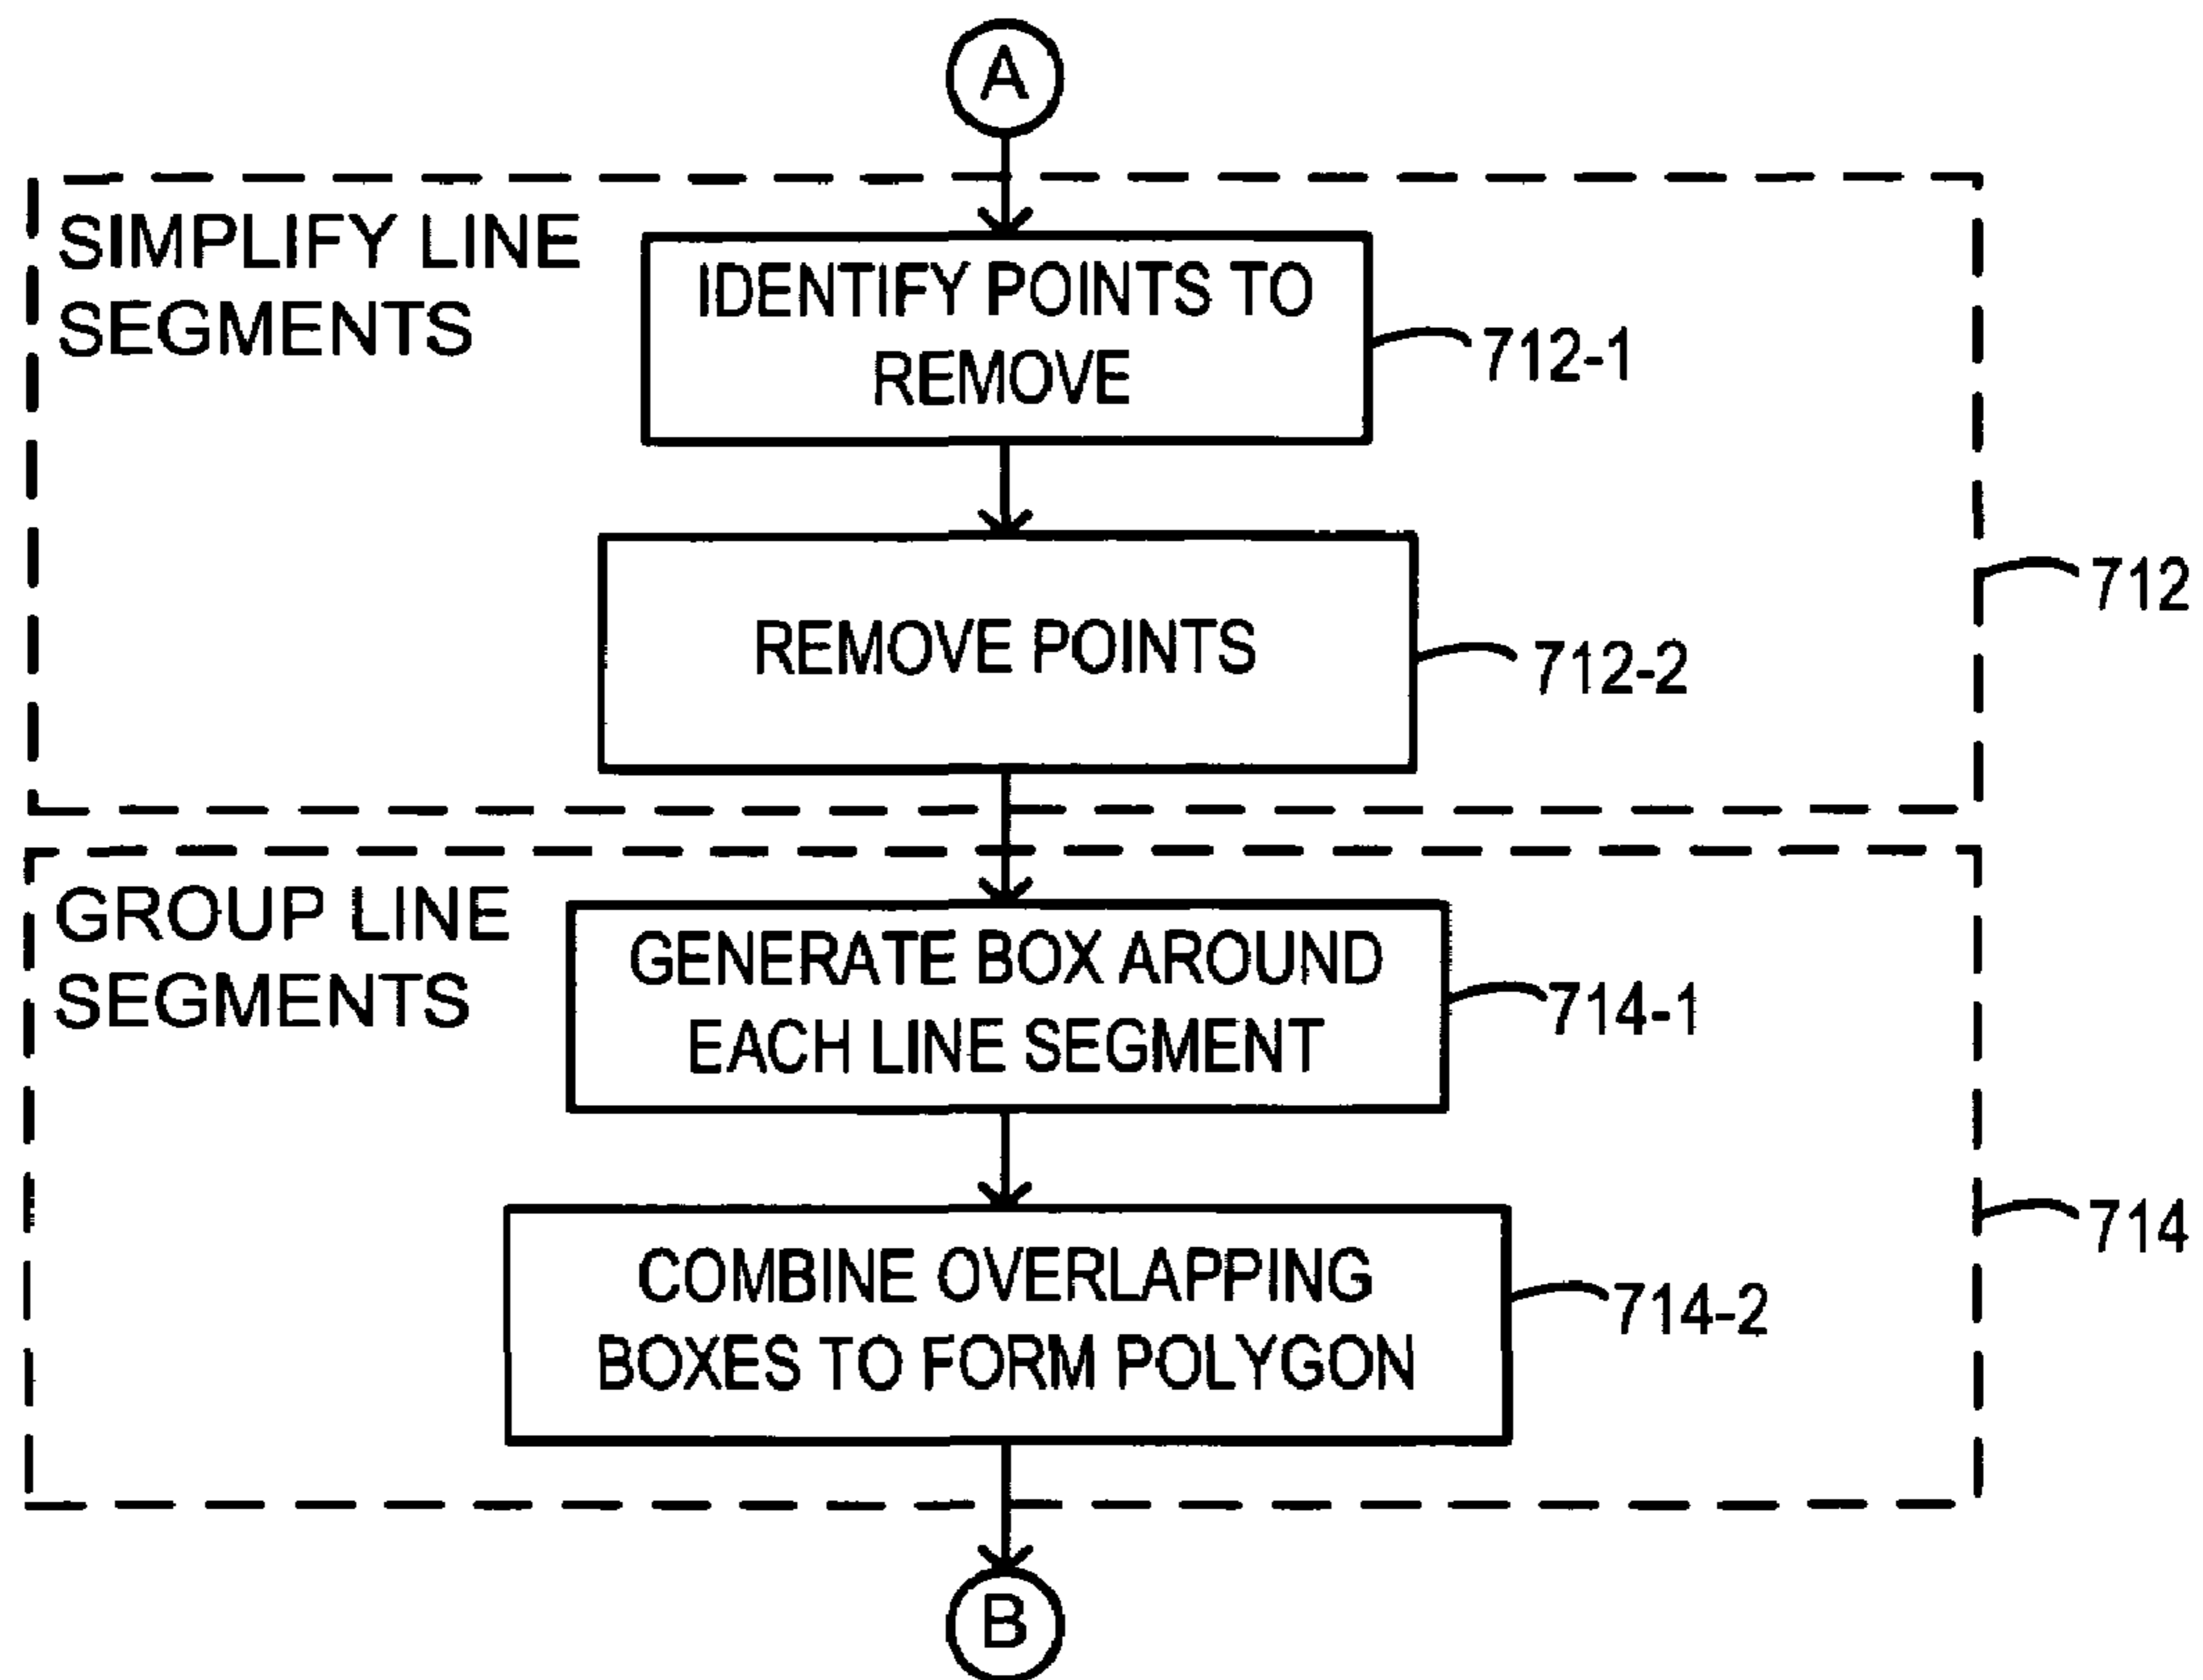 A
SIMPLIFY LINE
SEGMENTS
IDENTIFY POINTS TO
REMOVE
712-1
REMOVE POINTS
712-2
712
GROUP LINE
SEGMENTS
GENERATE BOX AROUND
EACH LINE SEGMENT
714-1
COMBINE OVERLAPPING
BOXES TO FORM POLYGON
714-2
714
B